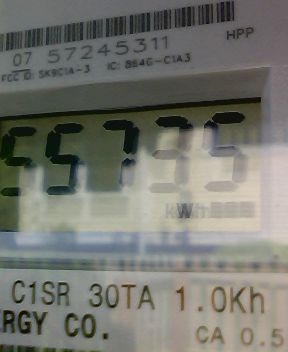 07 57245311
HPP
FCC ID: SK9C1A-3 IC: 864G-C1A3
55735
kWh
C1SR 30TA 1.0Kh
RGY CO.
CA 0.5